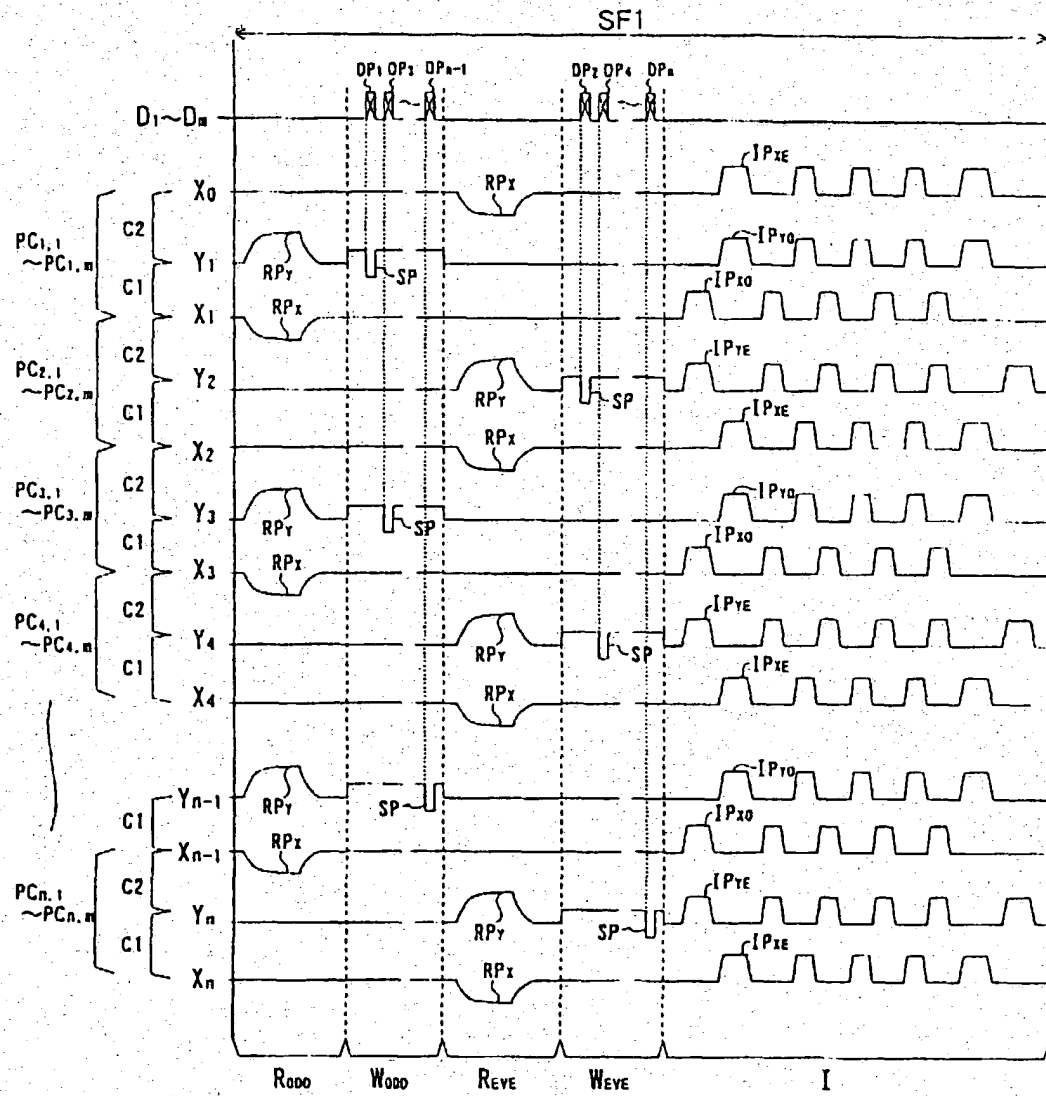 SF1
DP1 DP3 DPn-1 DP2 DP4 DPn
D1~Dm
X0 RPX IPXE
PC1,1 ~PC1,m C2 C1
Y1 RPY SP IPYO
X1 RPX IPXO
PC2,1 ~PC2,m C2 C1
Y2 RPY SP IPYE
X2 RPX IPXE
PC3,1 ~PC3,m C2 C1
Y3 RPY SP IPYO
X3 RPX IPXO
PC4,1 ~PC4,m C2 C1
Y4 RPY SP IPYE
X4 RPX IPXE
Yn-1 RPY SP IPYO
C1
Xn-1 RPX IPXO
PCn,1 ~PCn,m C2 C1
Yn RPY SP IPYE
Xn RPX IPXE
RODD WODD REYE WEYE I